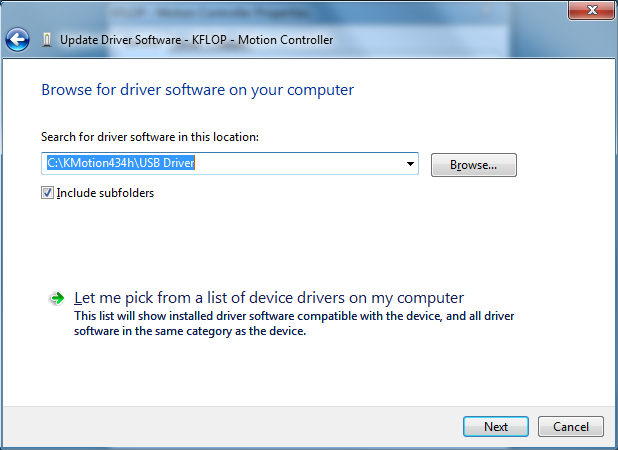 Update Driver Software - KFLOP - Motion Controller
Browse for driver software on your computer
Search for driver software in this location:
C:\KMotion434h\USB Driver
Browse...
Include subfolders
Let me pick from a list of device drivers on my computer
This list will show installed driver software compatible with the device, and all driver
software in the same category as the device.
Next
Cancel